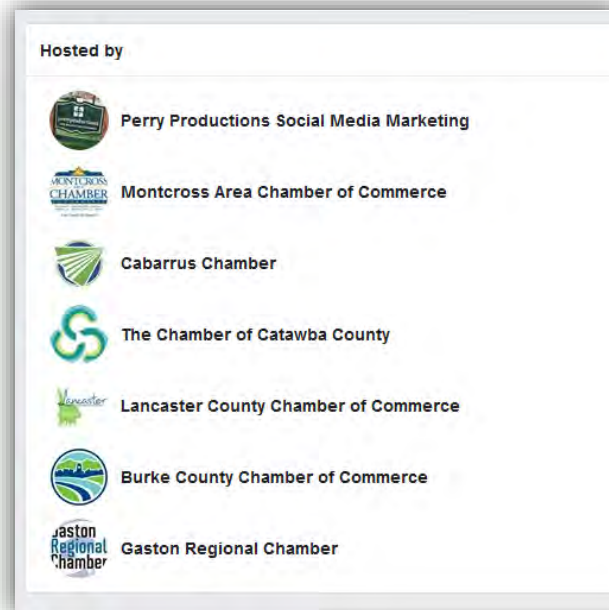 Hosted by
Perry Productions Social Media Marketing
MONTCROSS
CHAMBER
Montcross Area Chamber of Commerce
Cabarrus Chamber
The Chamber of Catawba County
Lancaster
Lancaster County Chamber of Commerce
Burke County Chamber of Commerce
Gaston
Regional
Chamber
Gaston Regional Chamber